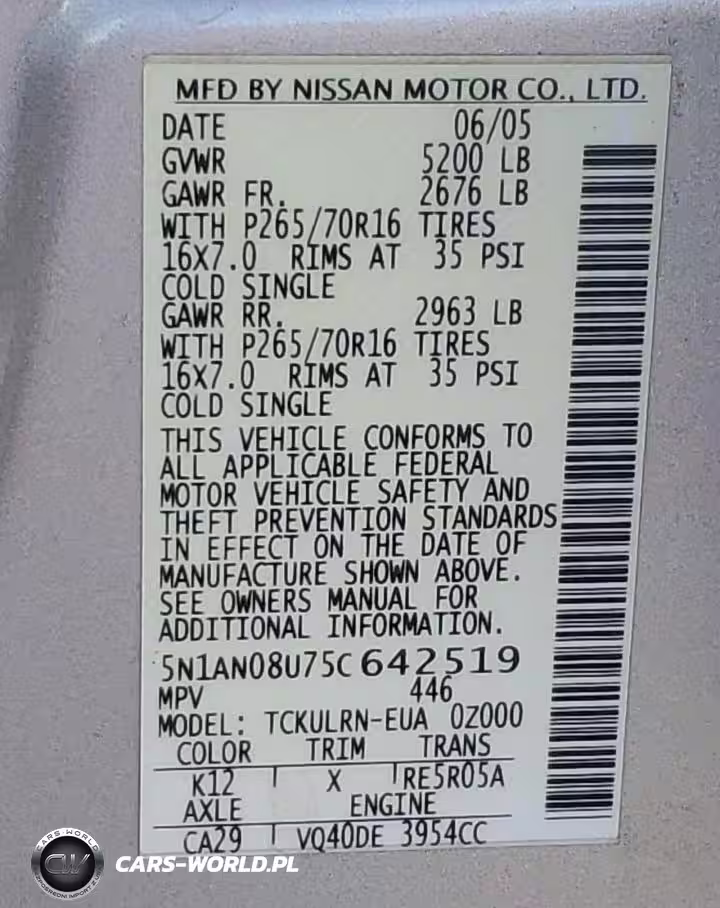 MFD BY NISSAN MOTOR CO., LTD.
DATE 06/05
GVWR 5200 LB
GAWR FR. 2676 LB
WITH P265/70R16 TIRES
16X7.0 RIMS AT 35 PSI
COLD SINGLE
GAWR RR. 2963 LB
WITH P265/70R16 TIRES
16X7.0 RIMS AT 35 PSI
COLD SINGLE
THIS VEHICLE CONFORMS TO
ALL APPLICABLE FEDERAL
MOTOR VEHICLE SAFETY AND
THEFT PREVENTION STANDARDS
IN EFFECT ON THE DATE OF
MANUFACTURE SHOWN ABOVE.
SEE OWNERS MANUAL FOR
ADDITIONAL INFORMATION.
5N1AN08U75C642519
MPV 446
MODEL: TCKULRN-EUA 0Z000
COLOR TRIM TRANS
K12 X RE5R05A
AXLE ENGINE
CA29 VQ40DE 3954CC
CARS-WORLD
CW
CARS-WORLD.PL